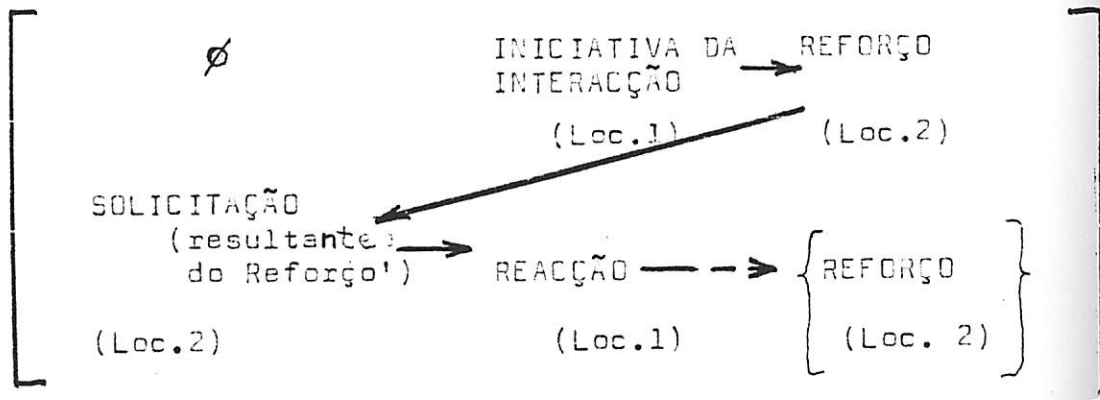 ø
INICIATIVA DA REFORÇO
INTERACÇÃO
(Loc.1) (Loc.2)
SOLICITAÇÃO
(resultante
do Reforço')
REACÇÃO REFORÇO
(Loc.2) (Loc.1) (Loc. 2)